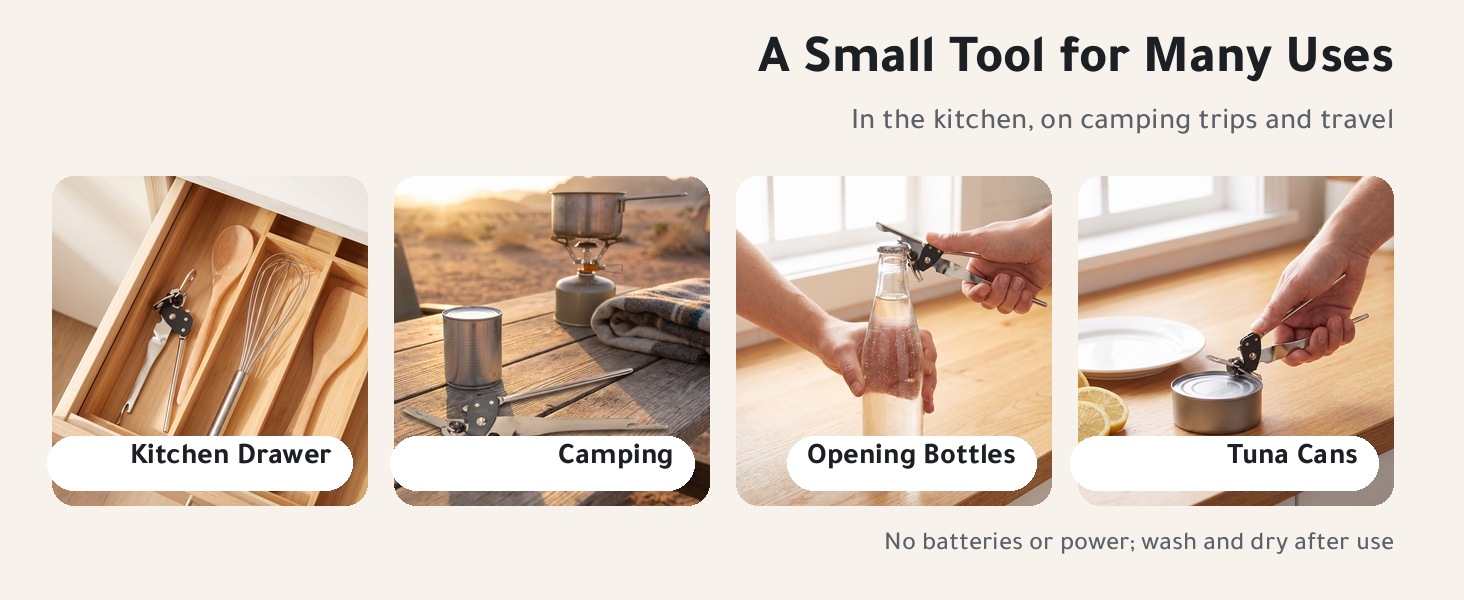 A Small Tool for Many Uses
In the kitchen, on camping trips and travel
Kitchen Drawer
Camping
Opening Bottles
Tuna Cans
No batteries or power; wash and dry after use